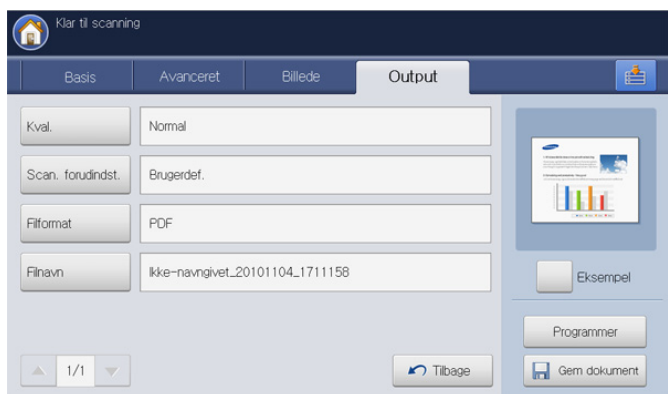 Klar til scanning
Basis
Avanceret
Billede
Output
Kval.
Normal
Scan. forudindst.
Brugerdef.
Filformat
PDF
Filnavn
Ikke-navngivet_20101104_1711158
Eksempel
Programmer
1/1
Tilbage
Gem dokument